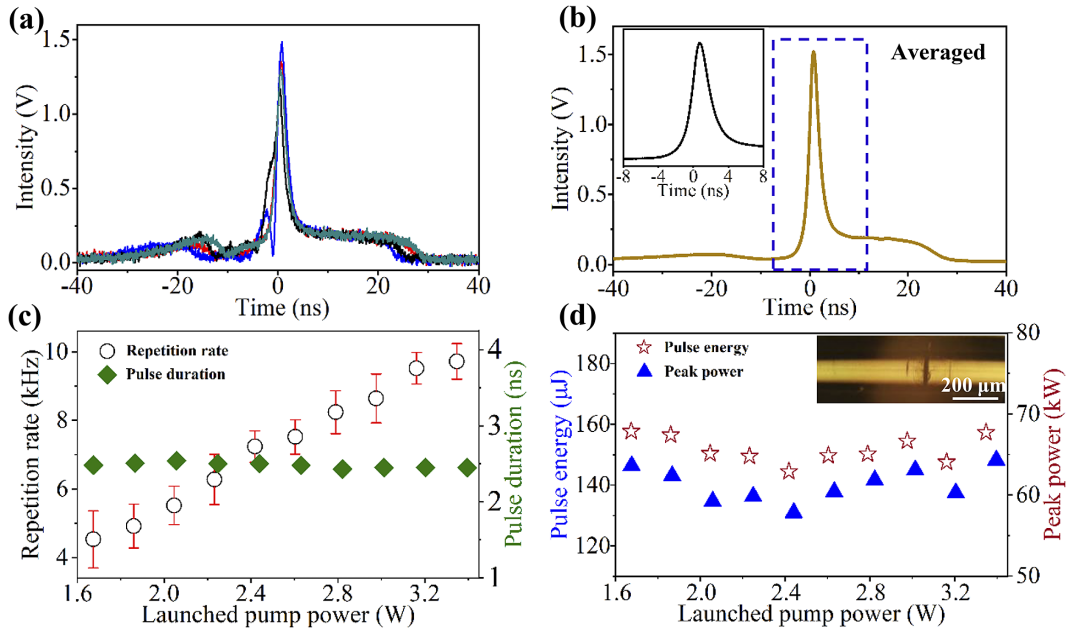 (a)
1.5
1.0
0.5
0.0
Intensity (V)
-40
-20
0
20
40
Time (ns)
(b)
Averaged
1.5
1.0
0.5
0.0
Intensity (V)
-8
-4
0
4
8
Time (ns)
-40
-20
0
20
40
Time (ns)
(c)
Repetition rate
Pulse duration
10
8
6
4
Repetition rate (kHz)
4
3
2
1
Pulse duration (ns)
1.6
2.0
2.4
2.8
3.2
Launched pump power (W)
(d)
Pulse energy
Peak power
200 μm
180
160
140
120
Pulse energy (μJ)
80
70
60
50
Peak power (kW)
1.6
2.0
2.4
2.8
3.2
Launched pump power (W)